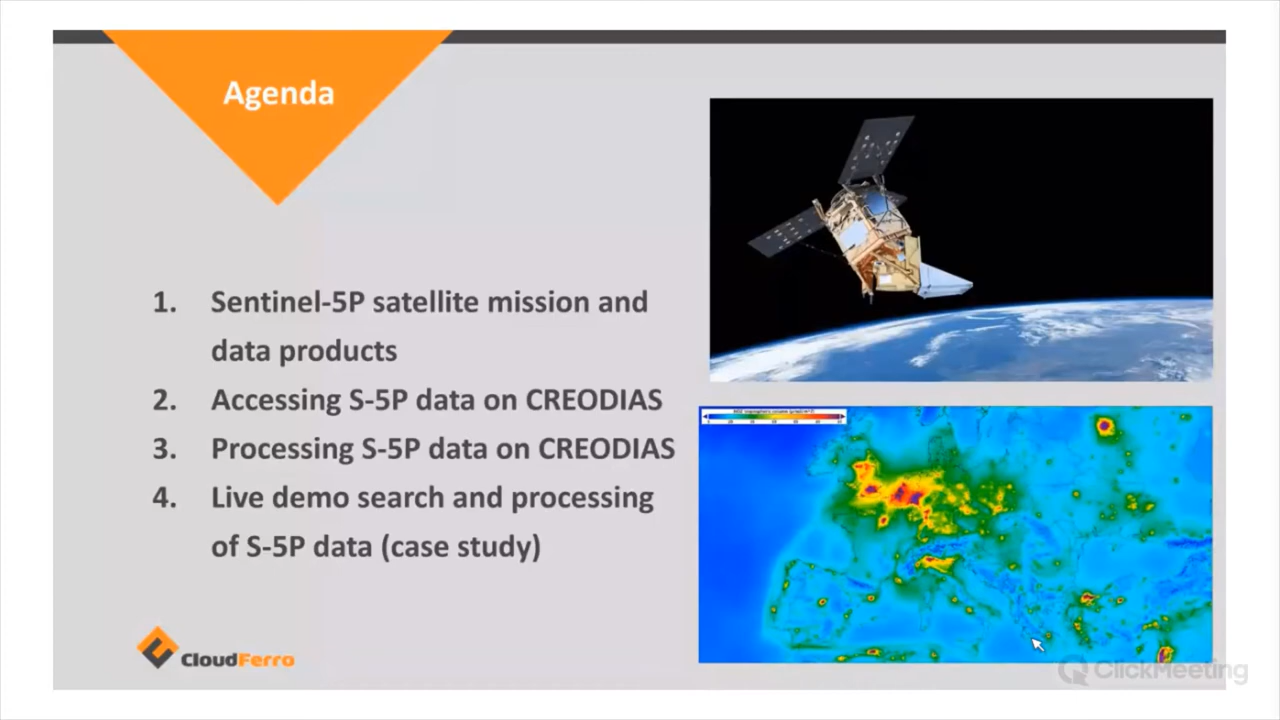 Agenda
1. Sentinel-5P satellite mission and
data products
2. Accessing S-5P data on CREODIAS
3. Processing S-5P data on CREODIAS
4. Live demo search and processing
of S-5P data (case study)
CloudFerro
ClickMeeting